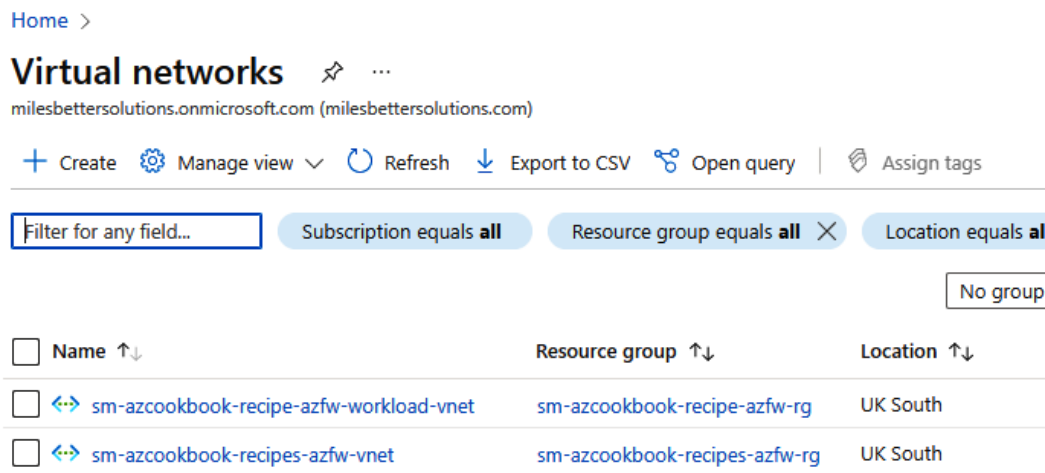 Home >
Virtual networks ...
milesbettersolutions.onmicrosoft.com (milesbettersolutions.com)
+ Create Manage view Refresh Export to CSV Open query | Assign tags
Filter for any field... Subscription equals all Resource group equals all × Location equals all
No group
Name ↑↓ Resource group ↑↓ Location ↑↓
sm-azcookbook-recipe-azfw-workload-vnet sm-azcookbook-recipe-azfw-rg UK South
sm-azcookbook-recipes-azfw-vnet sm-azcookbook-recipes-azfw-rg UK South